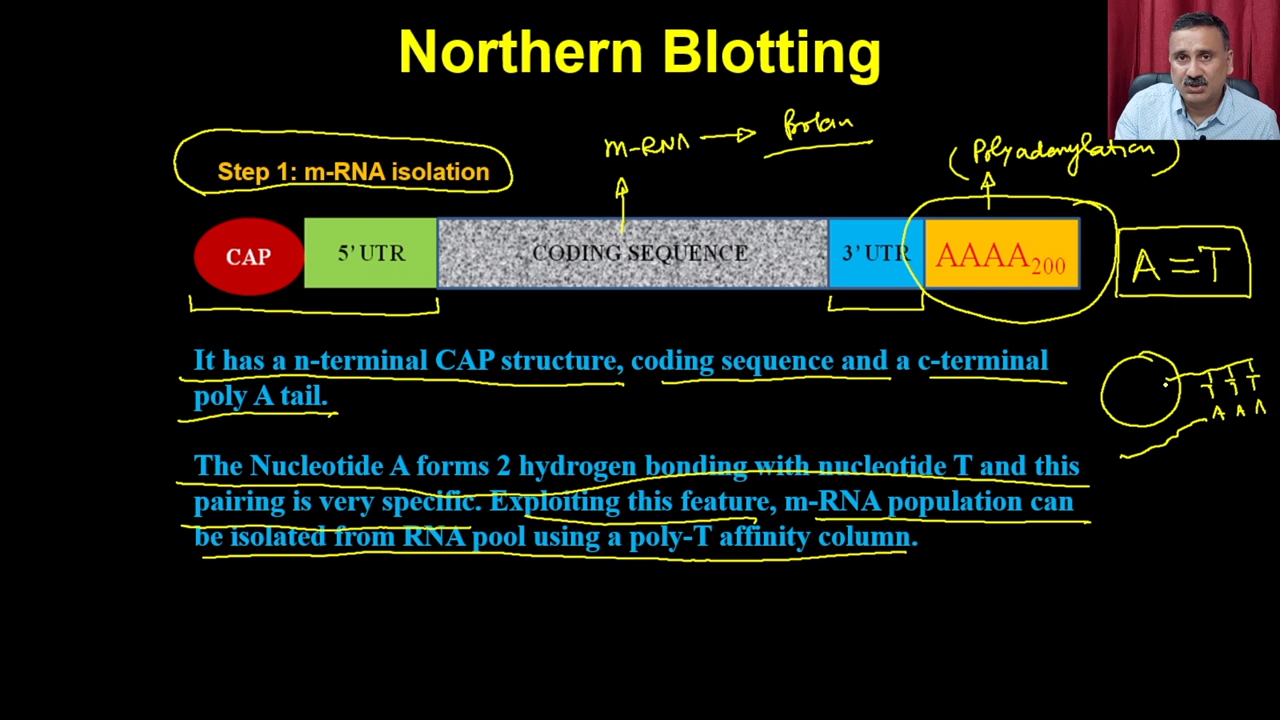 Northern Blotting
m-RNA →
(Polyadenylation)
Step 1: m-RNA isolation
CAP 5' UTR CODING SEQUENCE 3' UTR AAAA200
A = T
It has a n-terminal CAP structure, coding sequence and a c-terminal
poly A tail.
T T T
A A A
The Nucleotide A forms 2 hydrogen bonding with nucleotide T and this
pairing is very specific. Exploiting this feature, m-RNA population can
be isolated from RNA pool using a poly-T affinity column.